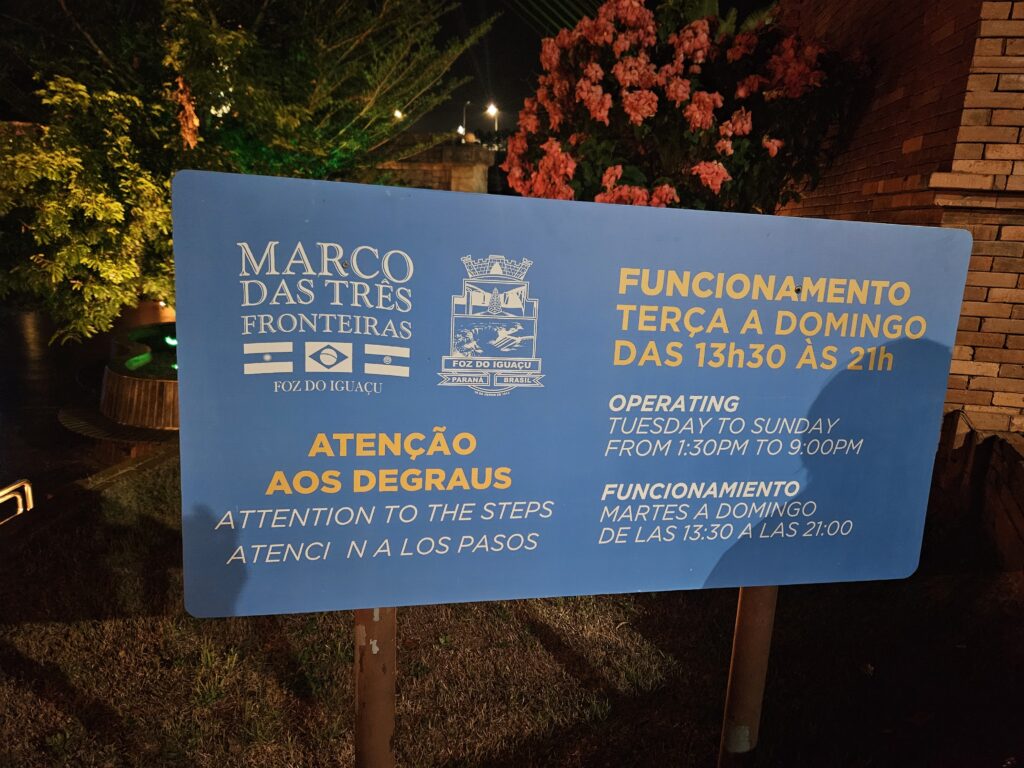 MARCO
DAS TRÊS
FRONTEIRAS
FOZ DO IGUAÇU
FOZ DO IGUAÇU
PARANÁ BRASIL
ATENÇÃO
AOS DEGRAUS
ATTENTION TO THE STEPS
ATENCI N A LOS PASOS
FUNCIONAMENTO
TERÇA A DOMINGO
DAS 13h30 ÀS 21h
OPERATING
TUESDAY TO SUNDAY
FROM 1:30PM TO 9:00PM
FUNCIONAMIENTO
MARTES A DOMINGO
DE LAS 13:30 A LAS 21:00